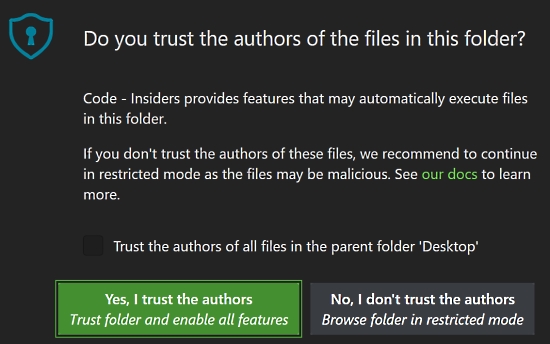 Do you trust the authors of the files in this folder?
Code - Insiders provides features that may automatically execute files
in this folder.
If you don't trust the authors of these files, we recommend to continue
in restricted mode as the files may be malicious. See our docs to learn
more.
Trust the authors of all files in the parent folder 'Desktop'
Yes, I trust the authors
Trust folder and enable all features
No, I don't trust the authors
Browse folder in restricted mode